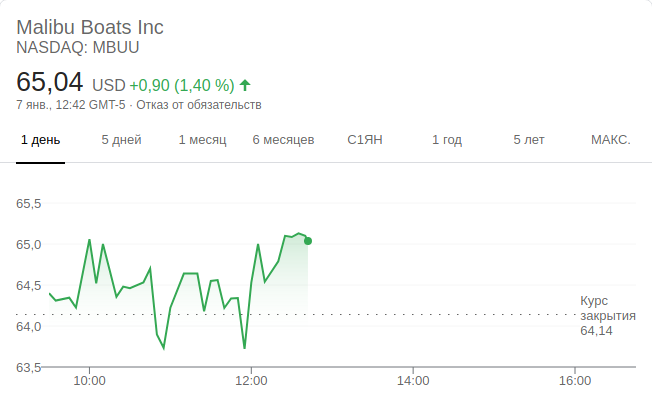 Malibu Boats Inc
NASDAQ: MBUU
65,04 USD +0,90 (1,40 %)
7 янв., 12:42 GMT-5 · Отказ от обязательств
1 день 5 дней 1 месяц 6 месяцев С1ЯН 1 год 5 лет МАКС.
65,5
65,0
64,5
64,0
63,5
Курс
закрытия
64,14
10:00 12:00 14:00 16:00